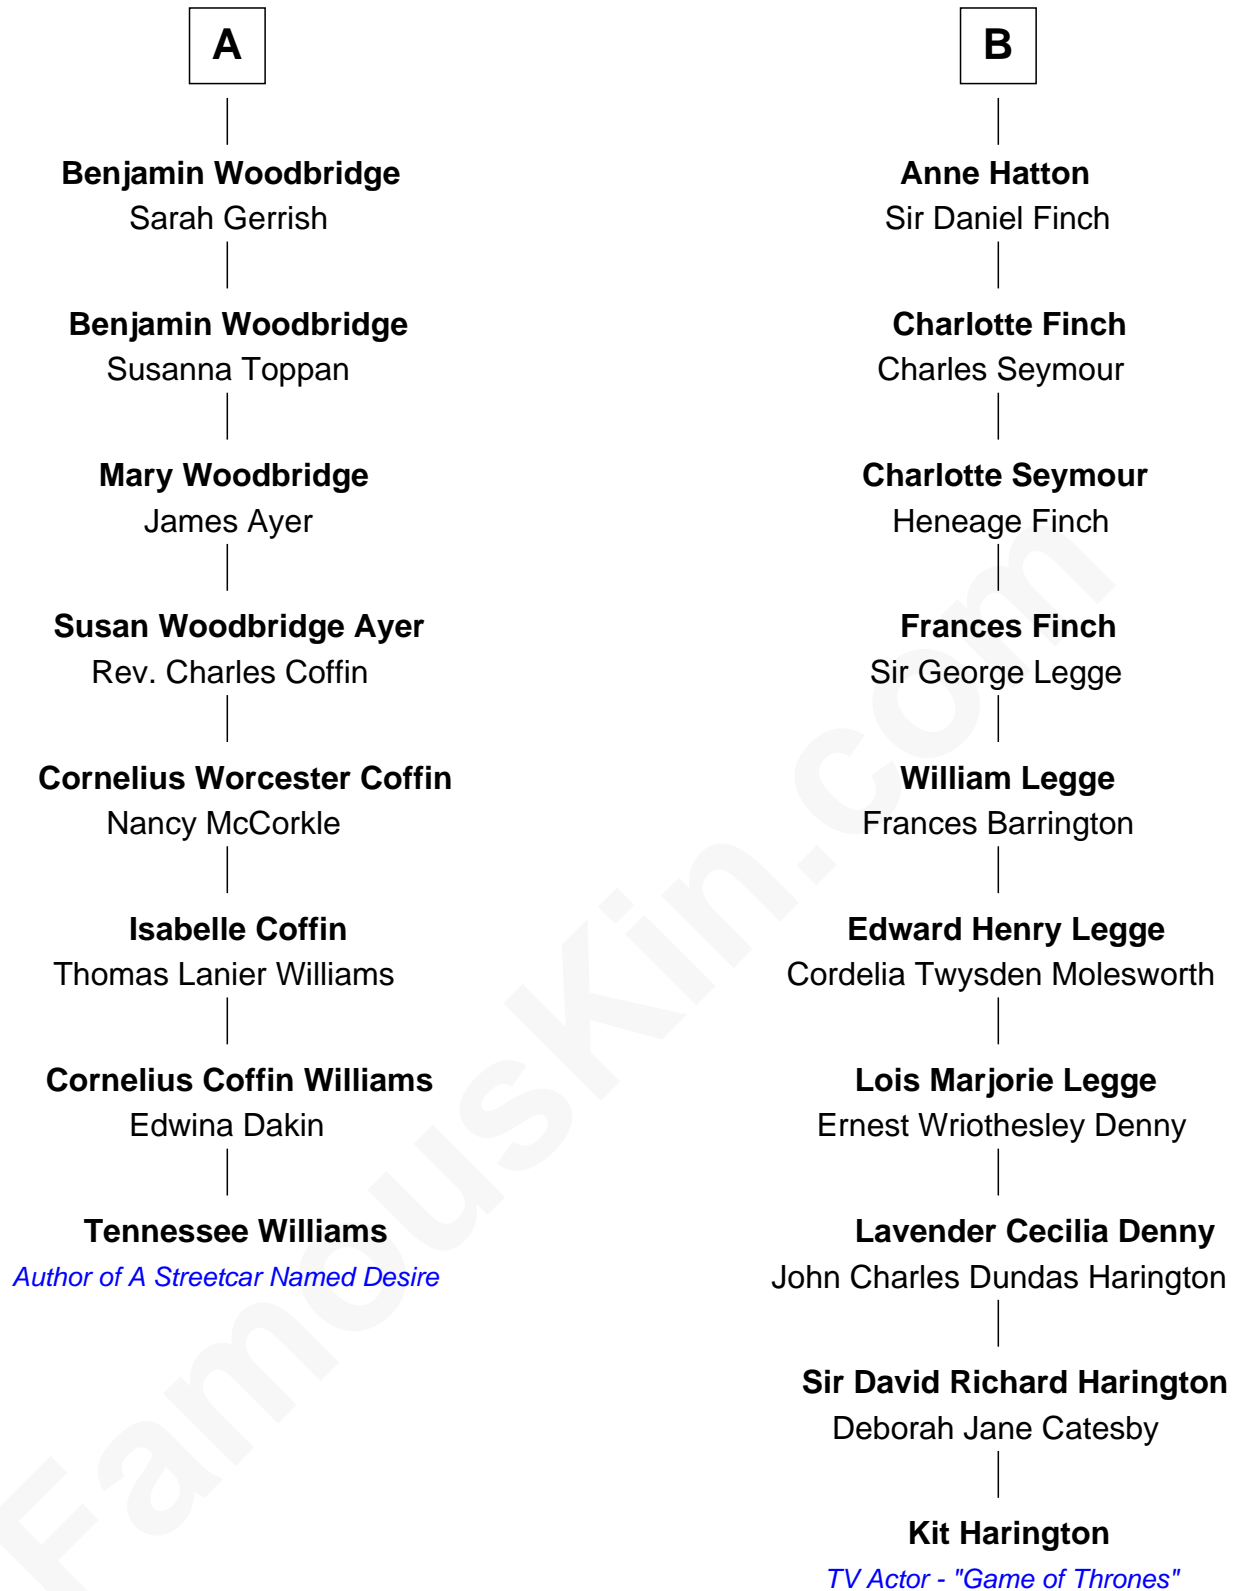 A
Benjamin Woodbridge
Sarah Gerrish
Benjamin Woodbridge
Susanna Toppan
Mary Woodbridge
James Ayer
Susan Woodbridge Ayer
Rev. Charles Coffin
Cornelius Worcester Coffin
Nancy McCorkle
Isabelle Coffin
Thomas Lanier Williams
Cornelius Coffin Williams
Edwina Dakin
Tennessee Williams
Author of A Streetcar Named Desire
B
Anne Hatton
Sir Daniel Finch
Charlotte Finch
Charles Seymour
Charlotte Seymour
Heneage Finch
Frances Finch
Sir George Legge
William Legge
Frances Barrington
Edward Henry Legge
Cordelia Twysden Molesworth
Lois Marjorie Legge
Ernest Wriothesley Denny
Lavender Cecilia Denny
John Charles Dundas Harington
Sir David Richard Harington
Deborah Jane Catesby
Kit Harington
TV Actor - "Game of Thrones"
FamousKin.com